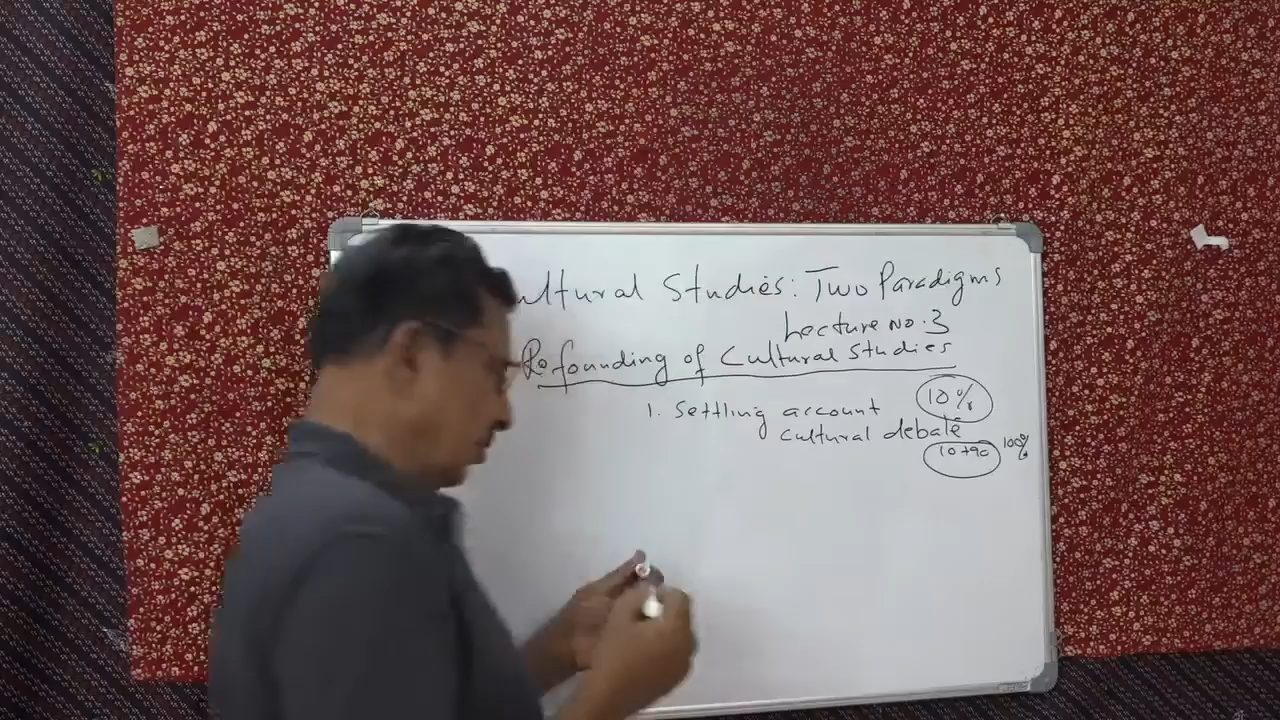 ultural Studies: Two Paradigms
Lecture no. 3
Refounding of Cultural Studies
1. Settling account 10%
cultural debate
10+90 100%